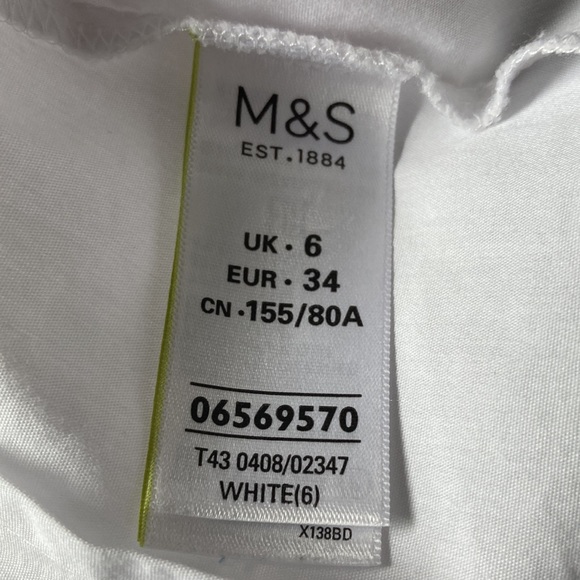 M&S
EST.1884
UK · 6
EUR · 34
CN ·155/80A
06569570
T43 0408/02347
WHITE(6)
X138BD